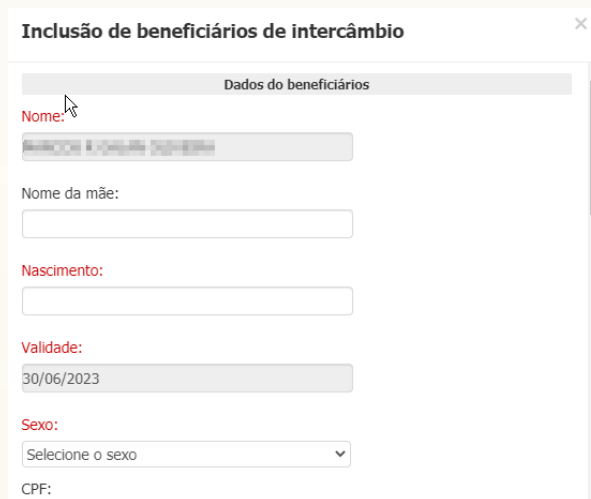 Inclusão de beneficiários de intercâmbio
×
Dados do beneficiários
Nome:
Nome da mãe:
Nascimento:
Validade:
30/06/2023
Sexo:
Selecione o sexo
CPF: